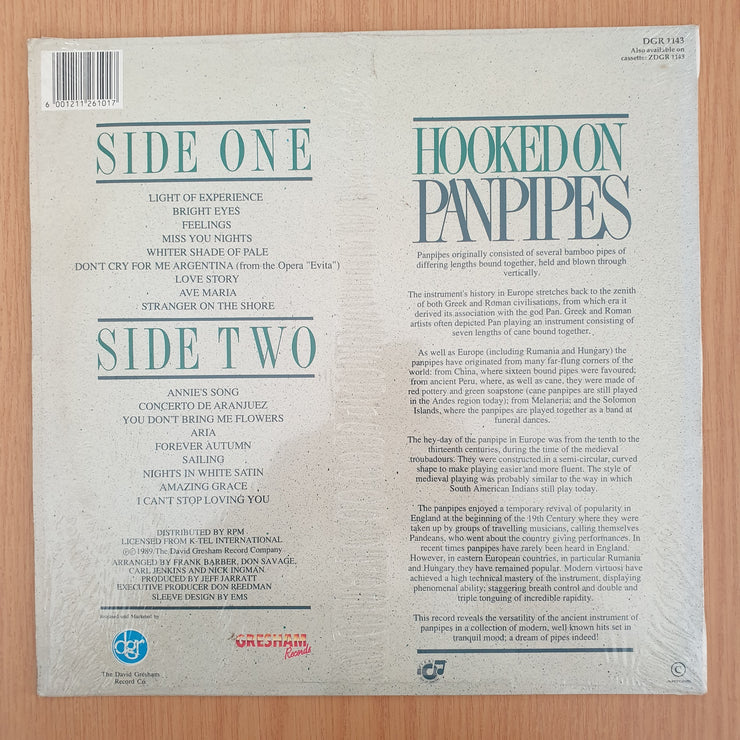 6 001211 261017
DGR 1143
Also available on
cassette: ZDGR 1143
SIDE ONE
LIGHT OF EXPERIENCE
BRIGHT EYES
FEELINGS
MISS YOU NIGHTS
WHITER SHADE OF PALE
DON'T CRY FOR ME ARGENTINA (from the Opera "Evita")
LOVE STORY
AVE MARIA
STRANGER ON THE SHORE
SIDE TWO
ANNIE'S SONG
CONCERTO DE ARANJUEZ
YOU DON'T BRING ME FLOWERS
ARIA
FOREVER AUTUMN
SAILING
NIGHTS IN WHITE SATIN
AMAZING GRACE
I CAN'T STOP LOVING YOU
DISTRIBUTED BY RPM
LICENSED FROM K-TEL INTERNATIONAL
℗© 1989 The David Gresham Record Company
ARRANGED BY FRANK BARBER, DON SAVAGE,
CARL JENKINS AND NICK INGMAN
PRODUCED BY JEFF JARRATT
EXECUTIVE PRODUCER DON REEDMAN
SLEEVE DESIGN BY EMS
Released and Marketed by
dgr
The David Gresham
Record Co.
GRESHAM
Records
HOOKED ON
PANPIPES
Panpipes originally consisted of several bamboo pipes of
differing lengths bound together, held and blown through
vertically.
The instrument's history in Europe stretches back to the zenith
of both Greek and Roman civilisations, from which era it
derived its association with the god Pan. Greek and Roman
artists often depicted Pan playing an instrument consisting of
seven lengths of cane bound together.
As well as Europe (including Rumania and Hungary) the
panpipes have originated from many far-flung corners of the
world: from China, where sixteen bound pipes were favoured;
from ancient Peru, where, as well as cane, they were made of
red pottery and green soapstone (cane panpipes are still played
in the Andes region today); from Melaneria; and the Solomon
Islands, where the panpipes are played together as a band at
funeral dances.
The hey-day of the panpipe in Europe was from the tenth to the
thirteenth centuries, during the time of the medieval
troubadours. They were constructed in a semi-circular, curved
shape to make playing easier and more fluent. The style of
medieval playing was probably similar to the way in which
South American Indians still play today.
The panpipes enjoyed a temporary revival of popularity in
England at the beginning of the 19th Century where they were
taken up by groups of travelling musicians, calling themselves
Pandeans, who went about the country giving performances. In
recent times panpipes have rarely been heard in England.
However, in eastern European countries, in particular Rumania
and Hungary they have remained popular. Modern virtuosi have
achieved a high technical mastery of the instrument, displaying
phenomenal ability; staggering breath control and double and
triple tonguing of incredible rapidity.
This record reveals the versatility of the ancient instrument of
panpipes in a collection of modern, well known hits set in
tranquil mood; a dream of pipes indeed!
©